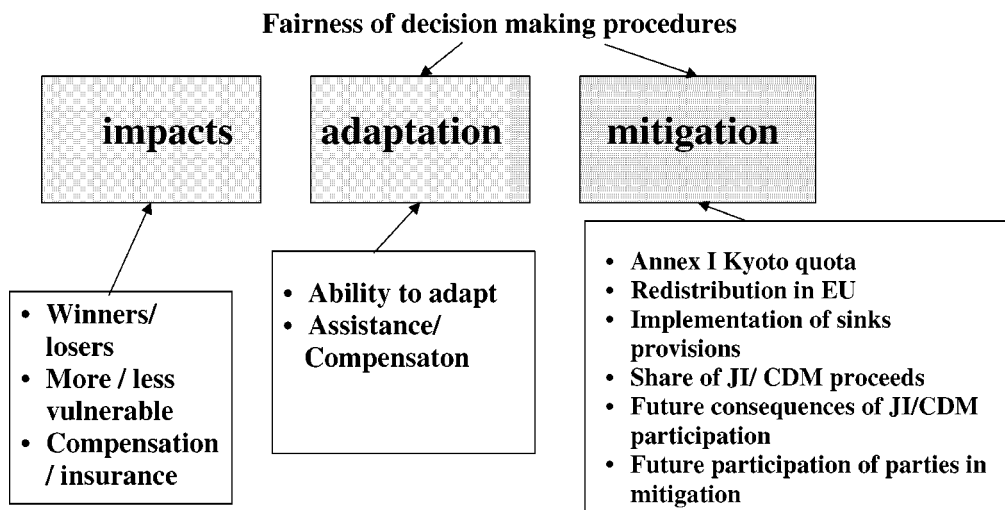 Fairness of decision making procedures
impacts
adaptation
mitigation
• Winners/
losers
• More / less
vulnerable
• Compensation
/ insurance
• Ability to adapt
• Assistance/
Compensaton
• Annex I Kyoto quota
• Redistribution in EU
• Implementation of sinks
provisions
• Share of JI/ CDM proceeds
• Future consequences of JI/CDM
participation
• Future participation of parties in
mitigation